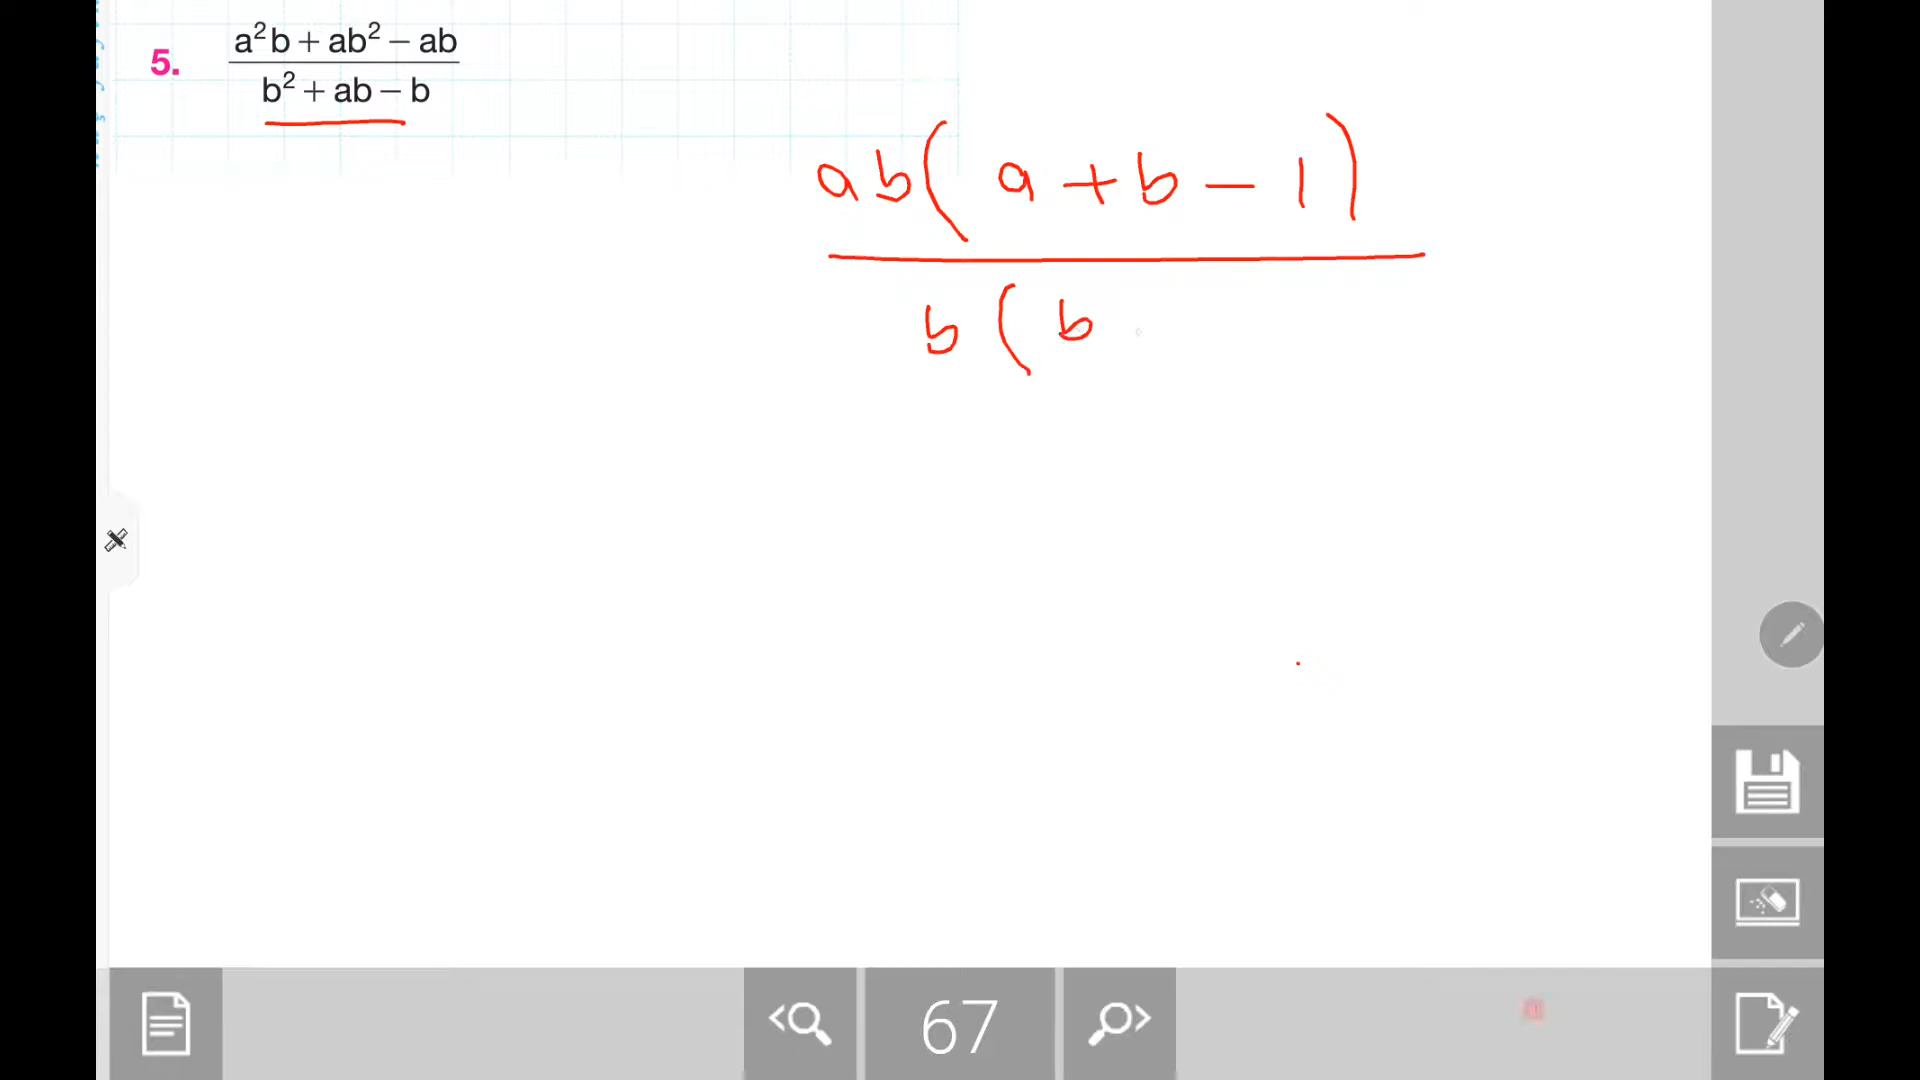 5.
a²b + ab² − ab
b² + ab − b
ab( a + b − 1)
b ( b
67